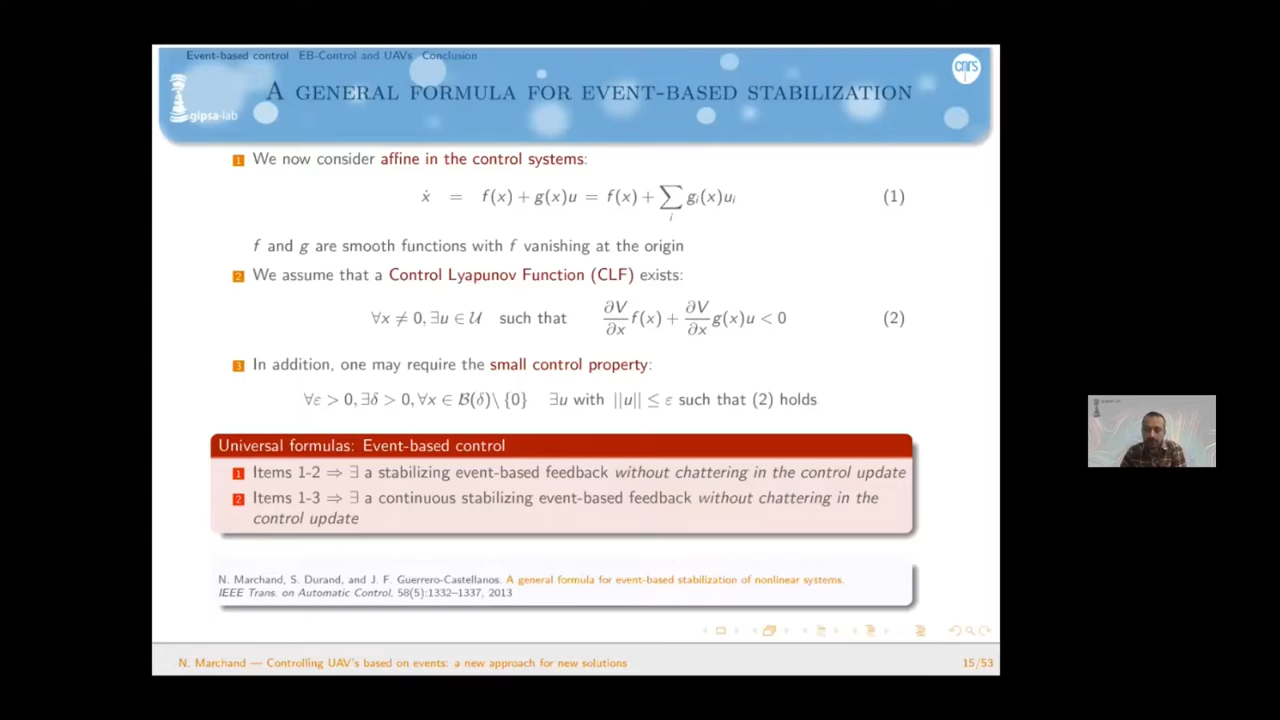 Event-based control EB-Control and UAVs Conclusion
A GENERAL FORMULA FOR EVENT-BASED STABILIZATION
cnrs
gipsa-lab
1 We now consider affine in the control systems:
ẋ = f(x) + g(x)u = f(x) + ∑ gᵢ(x)uᵢ (1)
i
f and g are smooth functions with f vanishing at the origin
2 We assume that a Control Lyapunov Function (CLF) exists:
∀x ≠ 0, ∃u ∈ 𝒰 such that ∂V/∂x f(x) + ∂V/∂x g(x)u < 0 (2)
3 In addition, one may require the small control property:
∀ε > 0, ∃δ > 0, ∀x ∈ ℬ(δ)\ {0} ∃u with ||u|| ≤ ε such that (2) holds
Universal formulas: Event-based control
1 Items 1-2 ⇒ ∃ a stabilizing event-based feedback without chattering in the control update
2 Items 1-3 ⇒ ∃ a continuous stabilizing event-based feedback without chattering in the
control update
N. Marchand, S. Durand, and J. F. Guerrero-Castellanos. A general formula for event-based stabilization of nonlinear systems.
IEEE Trans. on Automatic Control, 58(5):1332–1337, 2013
N. Marchand — Controlling UAV's based on events: a new approach for new solutions 15/53